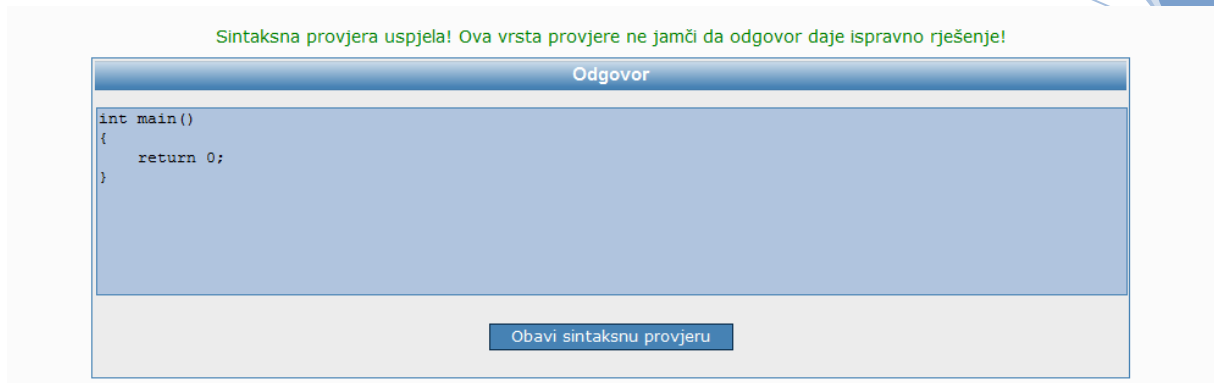 Sintaksna provjera uspjela! Ova vrsta provjere ne jamči da odgovor daje ispravno rješenje!
Odgovor
int main()
{
    return 0;
}
Obavi sintaksnu provjeru